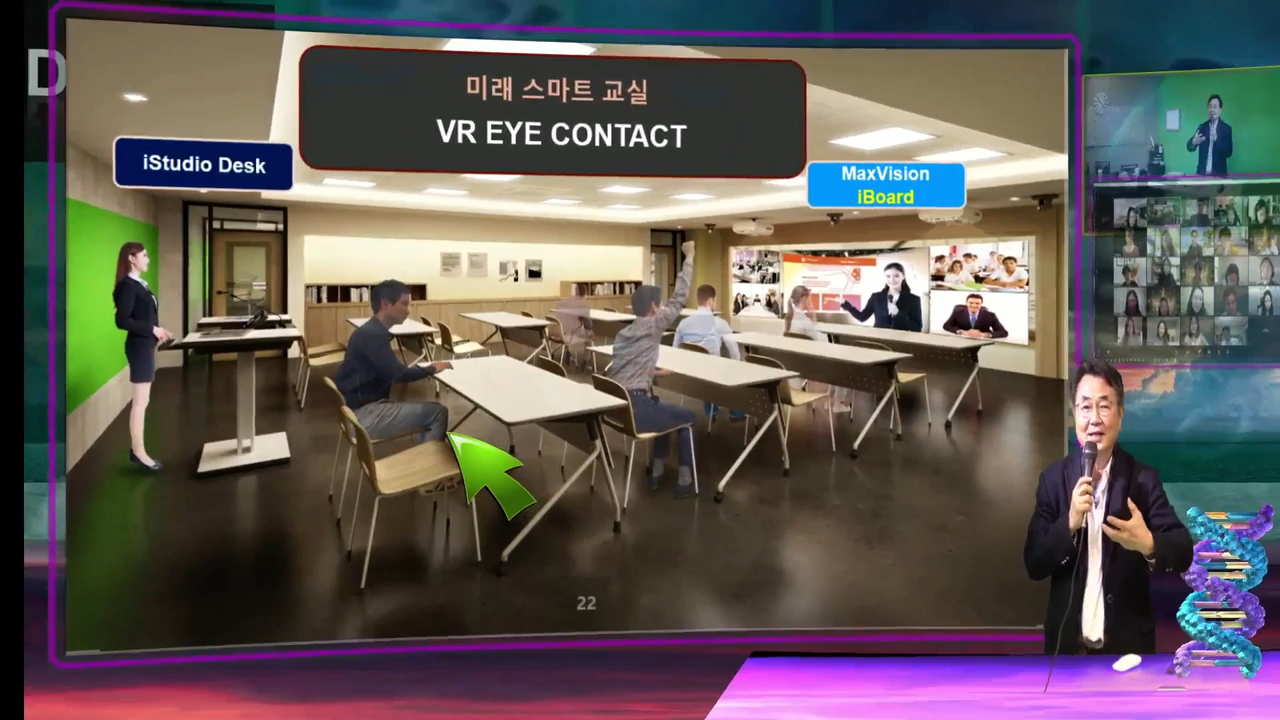 D
미래 스마트 교실
VR EYE CONTACT
iStudio Desk
MaxVision
iBoard
22